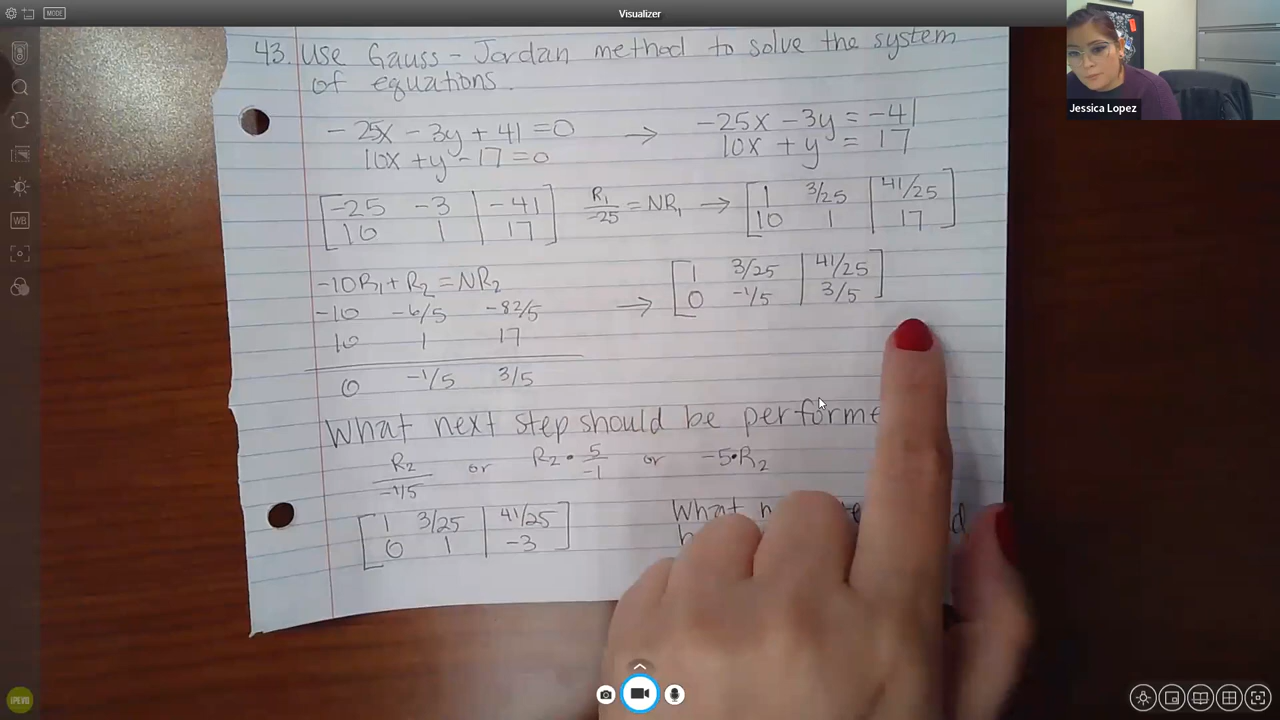 MODE
Visualizer
WB
Jessica Lopez
43. Use Gauss-Jordan method to solve the system
of equations.
-25x - 3y + 41 = 0 → -25x - 3y = -41
10x + y - 17 = 0 10x + y = 17
[-25 -3 | -41] R₁/-25 = NR₁ → [1 3/25 | 41/25]
[10 1 | 17] [10 1 | 17]
-10R₁ + R₂ = NR₂ [1 3/25 | 41/25]
-10 -6/5 -82/5 → [0 -1/5 | 3/5]
10 1 17
0 -1/5 3/5
What next step should be performe
R₂/-1/5 or R₂ • 5/-1 or -5•R₂
[1 3/25 | 41/25] What
[0 1 | -3]
IPEVO